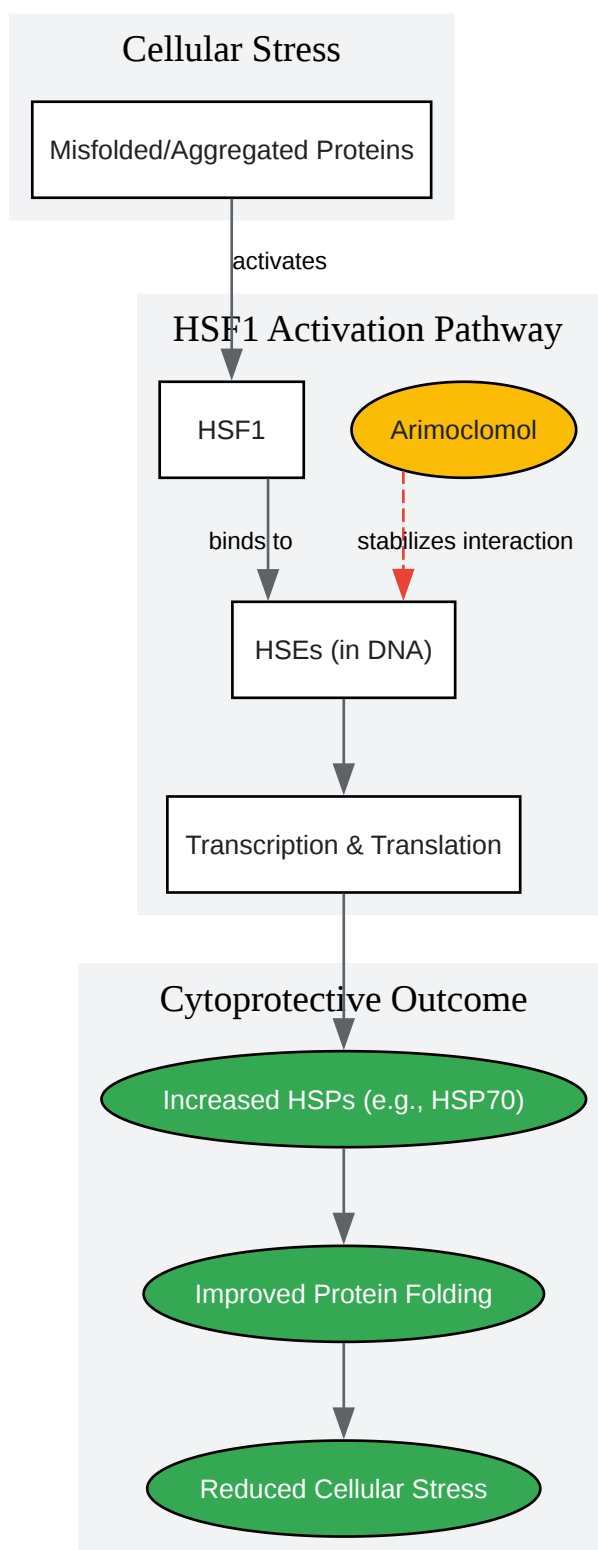 Cellular Stress
Misfolded/Aggregated Proteins
activates
HSF1 Activation Pathway
HSF1
Arimoclomol
binds to
stabilizes interaction
HSEs (in DNA)
Transcription & Translation
Cytoprotective Outcome
Increased HSPs (e.g., HSP70)
Improved Protein Folding
Reduced Cellular Stress